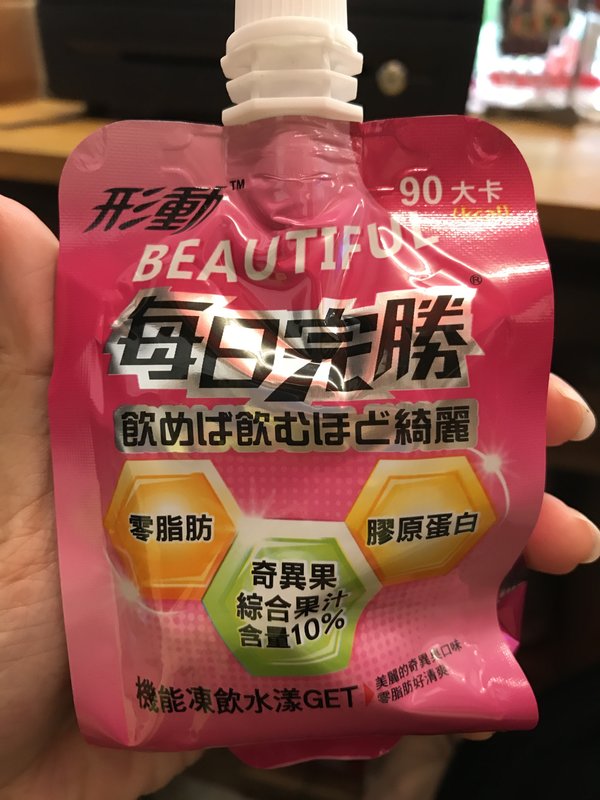 形動™
90大卡
(kcal)
BEAUTIFUL
每日完勝®
飲めば飲むほど綺麗
零脂肪
膠原蛋白
奇異果
綜合果汁
含量10%
機能凍飲水漾GET
美麗的奇異果口味
零脂肪好清爽